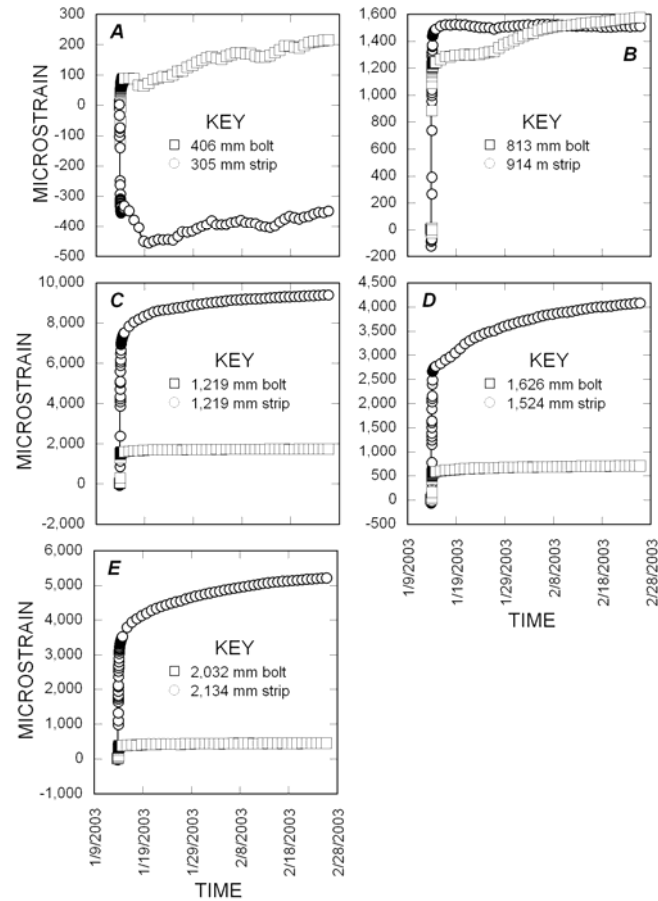 A
MICROSTRAIN
300
200
100
0
-100
-200
-300
-400
-500
KEY
406 mm bolt
305 mm strip
B
1,600
1,400
1,200
1,000
800
600
400
200
0
-200
KEY
813 mm bolt
914 m strip
C
MICROSTRAIN
10,000
8,000
6,000
4,000
2,000
0
-2,000
KEY
1,219 mm bolt
1,219 mm strip
D
4,500
4,000
3,500
3,000
2,500
2,000
1,500
1,000
500
0
-500
KEY
1,626 mm bolt
1,524 mm strip
1/9/2003
1/19/2003
1/29/2003
2/8/2003
2/18/2003
2/28/2003
TIME
E
MICROSTRAIN
6,000
5,000
4,000
3,000
2,000
1,000
0
-1,000
KEY
2,032 mm bolt
2,134 mm strip
1/9/2003
1/19/2003
1/29/2003
2/8/2003
2/18/2003
2/28/2003
TIME